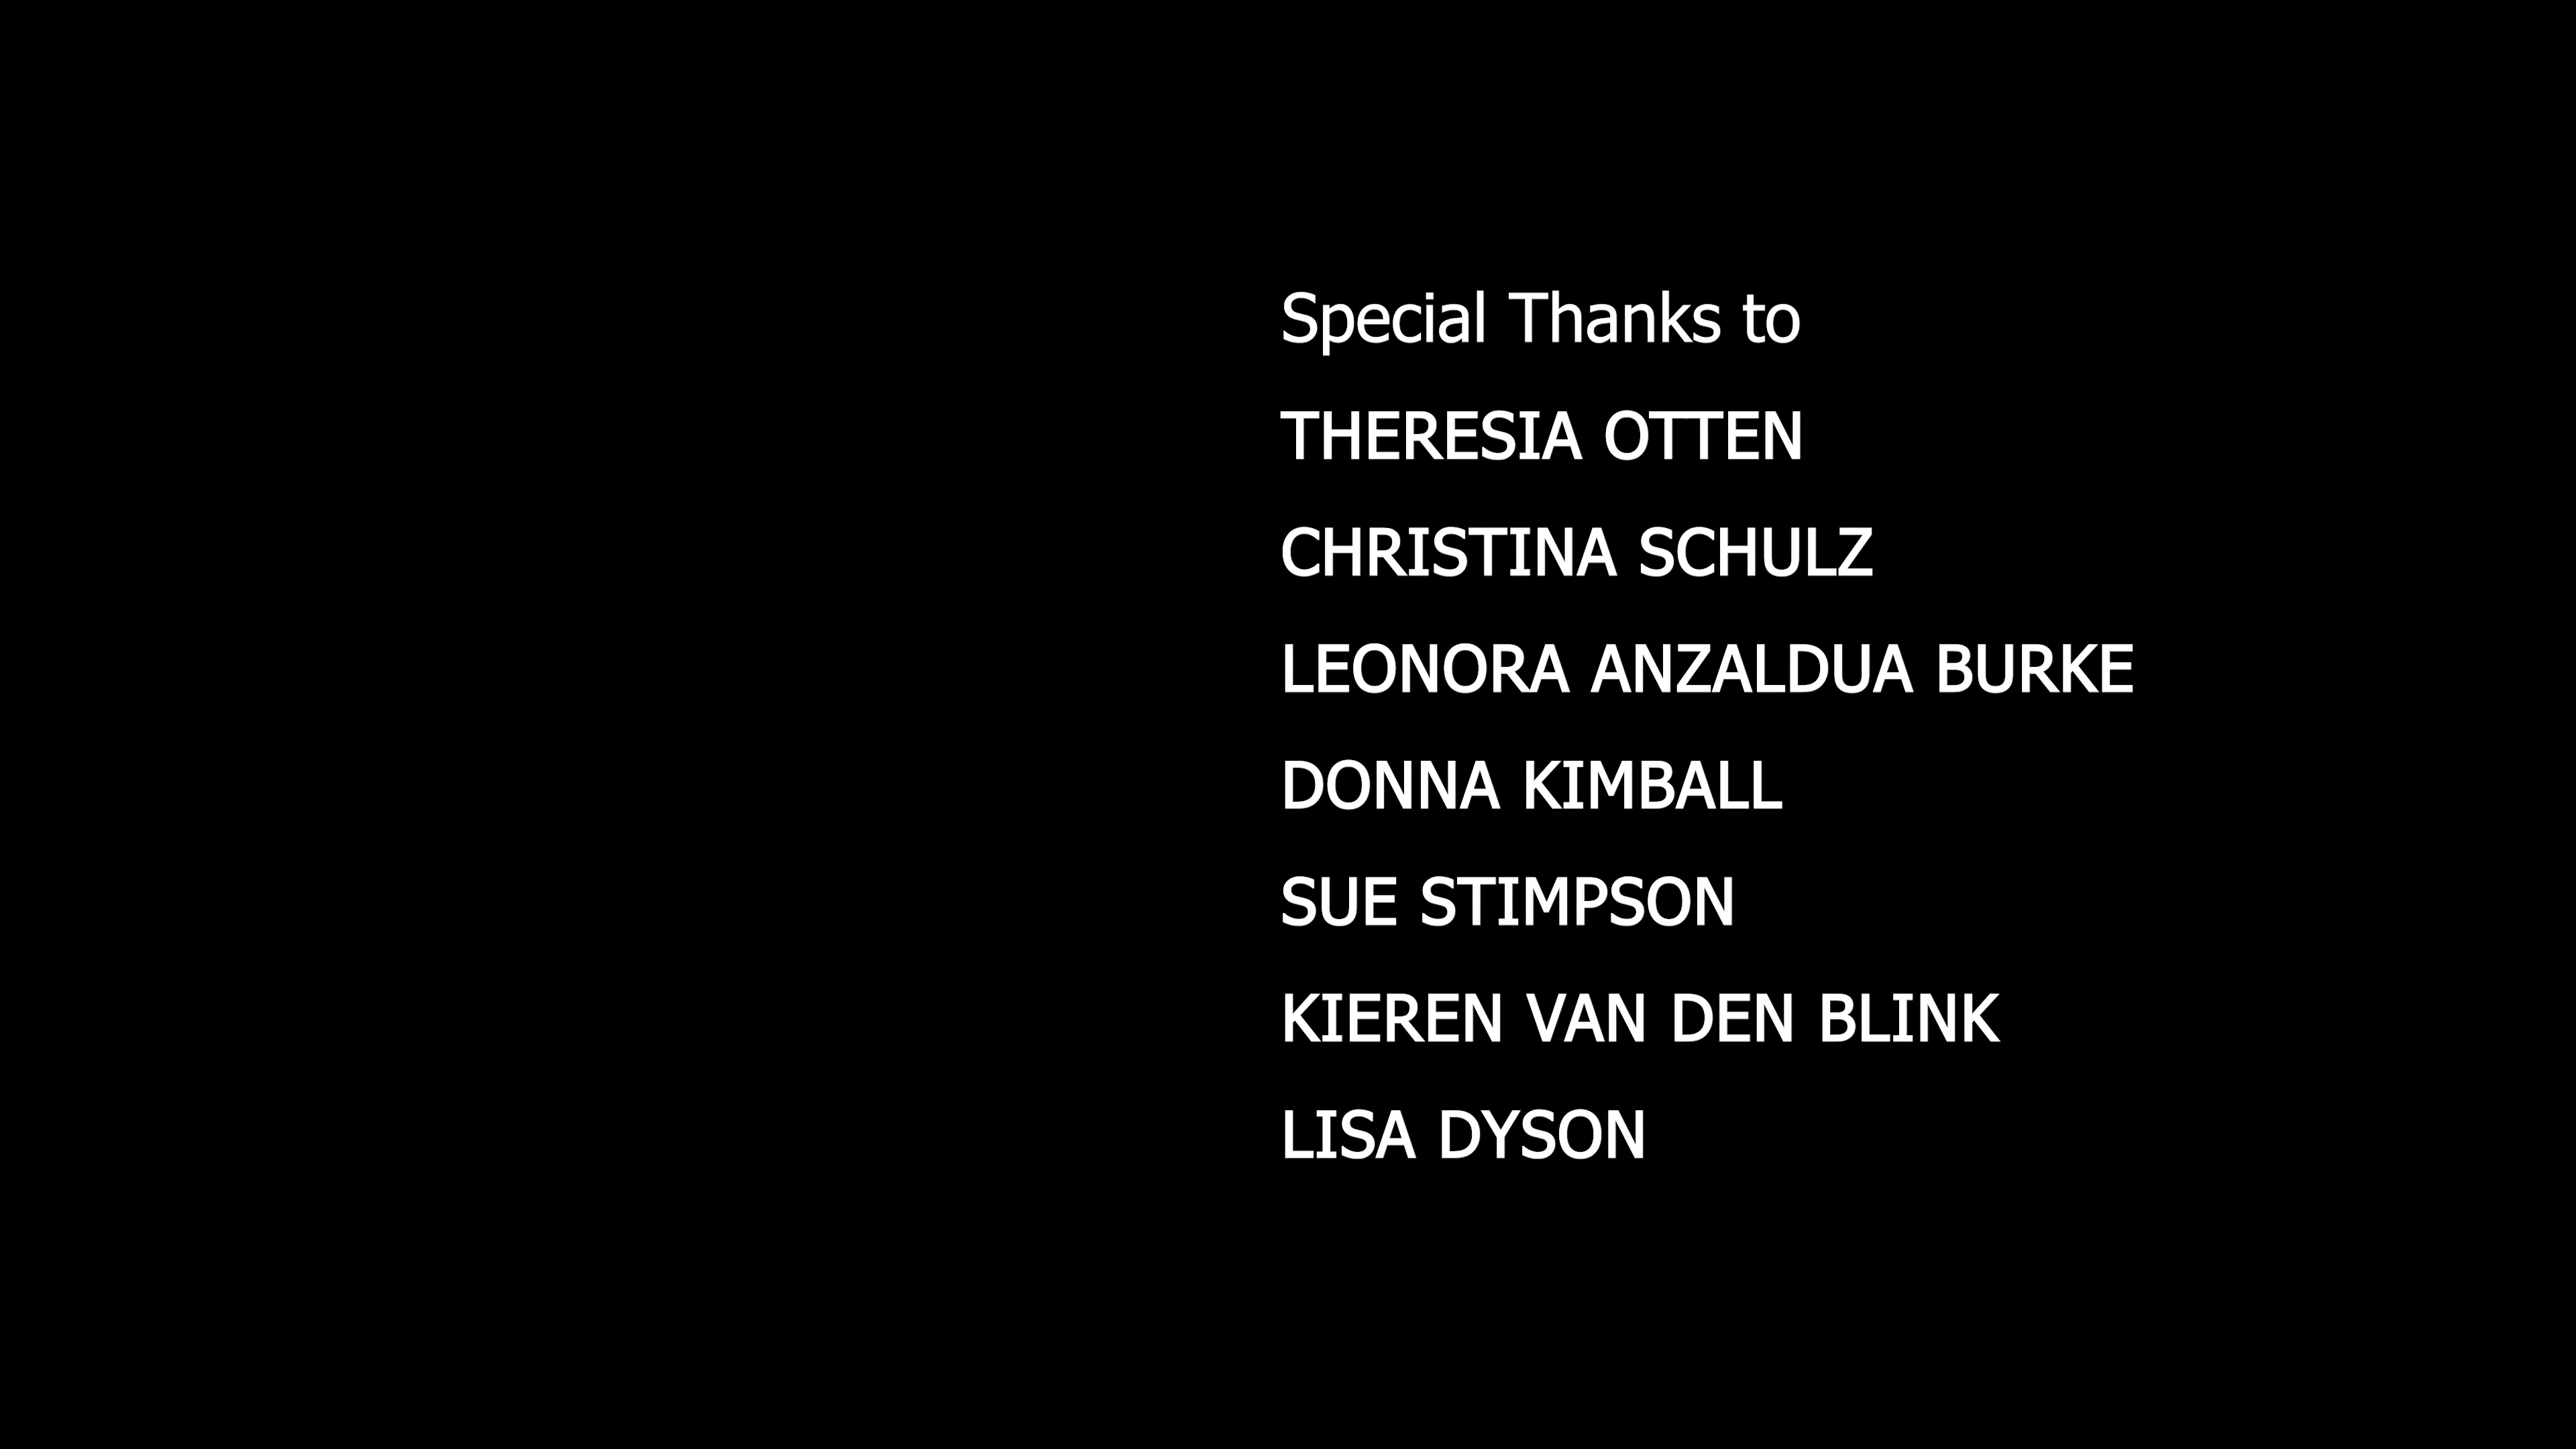 Special Thanks to
THERESIA OTTEN
CHRISTINA SCHULZ
LEONORA ANZALDUA BURKE
DONNA KIMBALL
SUE STIMPSON
KIEREN VAN DEN BLINK
LISA DYSON